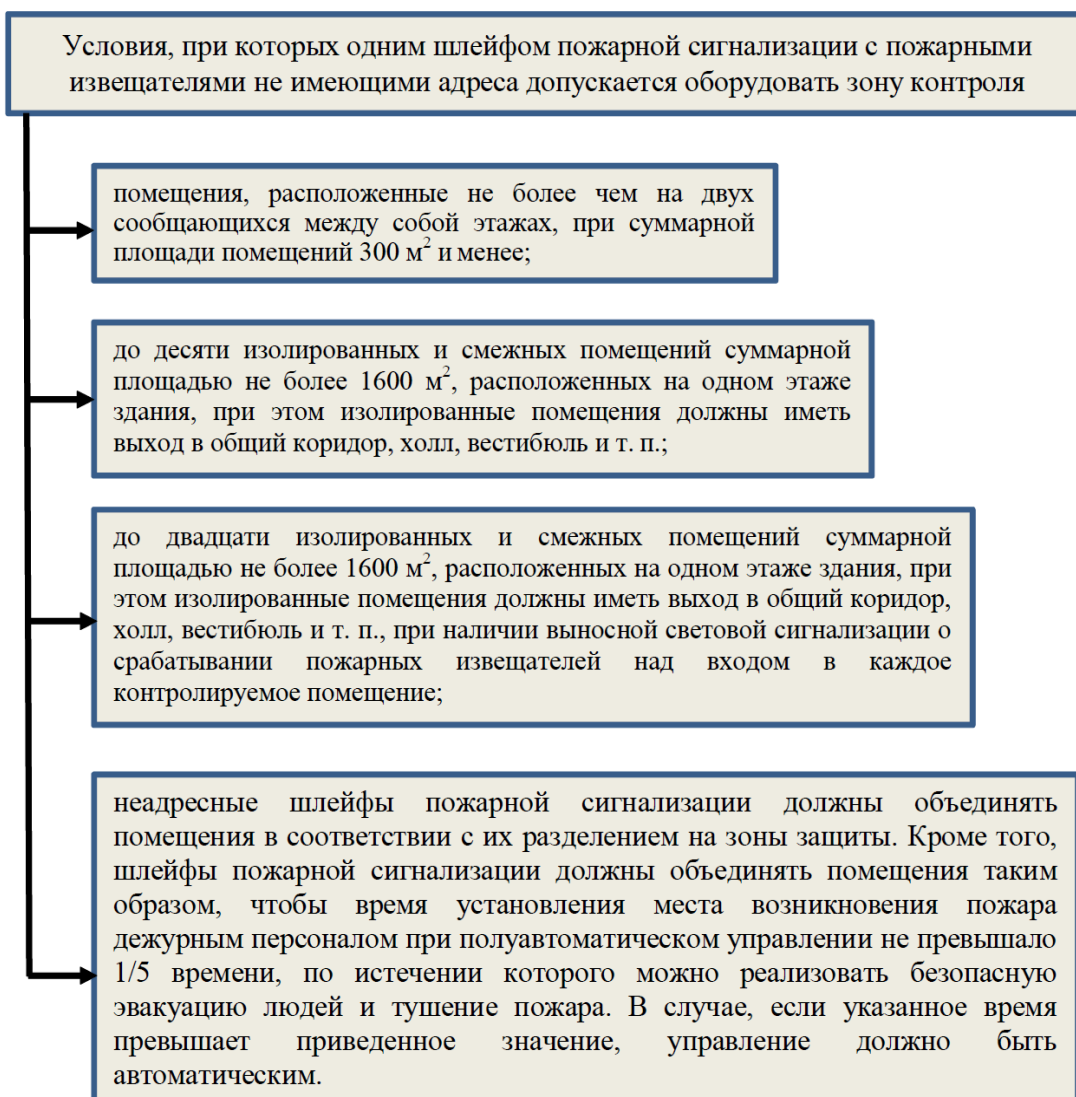 Условия, при которых одним шлейфом пожарной сигнализации с пожарными
извещателями не имеющими адреса допускается оборудовать зону контроля
помещения, расположенные не более чем на двух
сообщающихся между собой этажах, при суммарной
площади помещений 300 м² и менее;
до десяти изолированных и смежных помещений суммарной
площадью не более 1600 м², расположенных на одном этаже
здания, при этом изолированные помещения должны иметь
выход в общий коридор, холл, вестибюль и т. п.;
до двадцати изолированных и смежных помещений суммарной
площадью не более 1600 м², расположенных на одном этаже здания, при
этом изолированные помещения должны иметь выход в общий коридор,
холл, вестибюль и т. п., при наличии выносной световой сигнализации о
срабатывании пожарных извещателей над входом в каждое
контролируемое помещение;
неадресные шлейфы пожарной сигнализации должны объединять
помещения в соответствии с их разделением на зоны защиты. Кроме того,
шлейфы пожарной сигнализации должны объединять помещения таким
образом, чтобы время установления места возникновения пожара
дежурным персоналом при полуавтоматическом управлении не превышало
1/5 времени, по истечении которого можно реализовать безопасную
эвакуацию людей и тушение пожара. В случае, если указанное время
превышает приведенное значение, управление должно быть
автоматическим.